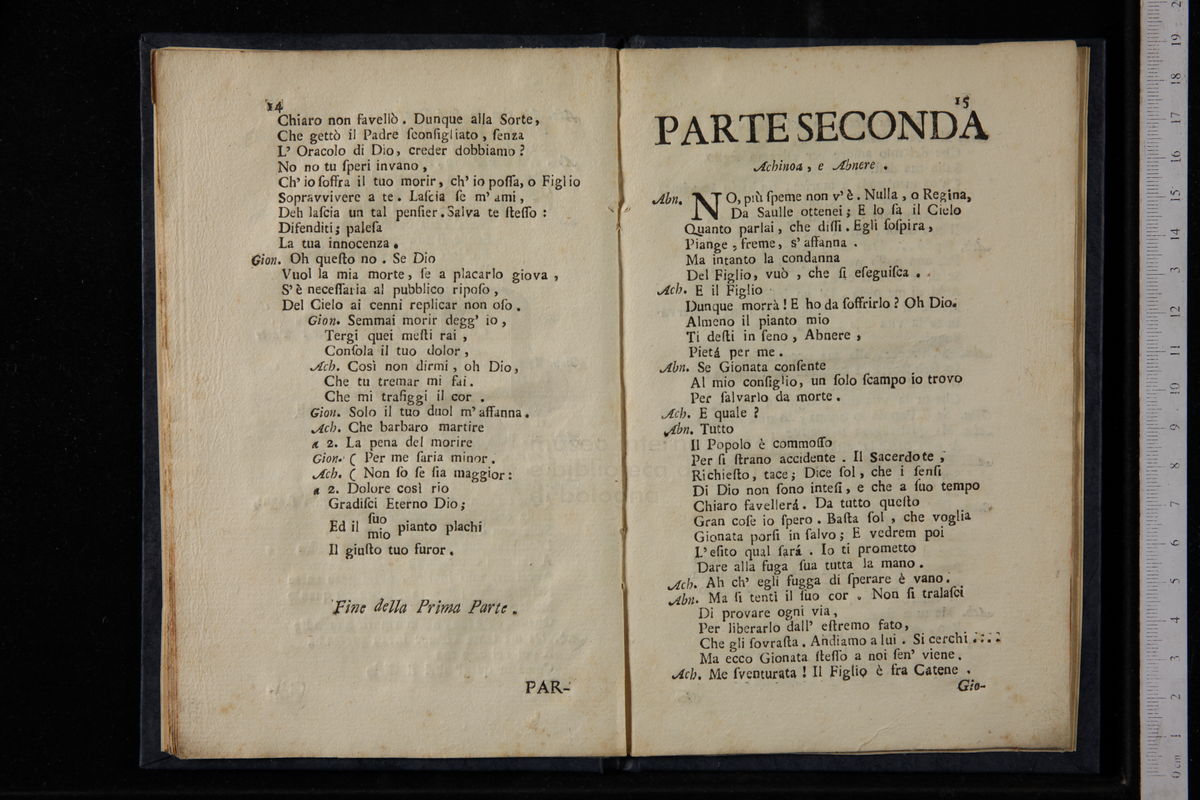 14
Chiaro non favellò. Dunque alla Sorte,
Che gettò il Padre ſconſigliato, ſenza
L' Oracolo di Dio, creder dobbiamo?
No no tu ſperi invano,
Ch' io ſoffra il tuo morir, ch' io poſſa, o Figlio
Sopravvivere a te. Laſcia ſe m' ami,
Deh laſcia un tal penſier. Salva te ſteſſo:
Difenditi; paleſa
La tua innocenza.
Gion. Oh queſto no. Se Dio
Vuol la mia morte, ſe a placarlo giova,
S' è neceſſaria al pubblico ripoſo,
Del Cielo ai cenni replicar non oſo.
Gion. Semmai morir degg' io,
Tergi quei meſti rai,
Conſola il tuo dolor,
Ach. Così non dirmi, oh Dio,
Che tu tremar mi fai.
Che mi trafiggi il cor.
Gion. Solo il tuo duol m' affanna.
Ach. Che barbaro martire
a 2. La pena del morire
Gion. ( Per me ſaria minor.
Ach. ( Non ſo ſe ſia maggior:
a 2. Dolore così rio
Gradiſci Eterno Dio;
Ed il ſuo pianto plachi
mio
Il giuſto tuo furor.
Fine della Prima Parte.
PAR-
15
PARTE SECONDA
Achinoa, e Abnere.
Abn. NO, più ſpeme non v' è. Nulla, o Regina,
Da Saulle ottenei; E lo ſa il Cielo
Quanto parlai, che diſſi. Egli ſoſpira,
Piange, freme, s' affanna.
Ma intanto la condanna
Del Figlio, vuò, che ſi eſeguiſca.
Ach. E il Figlio
Dunque morrà! E ho da ſoffrirlo? Oh Dio.
Almeno il pianto mio
Ti deſti in ſeno, Abnere,
Pietá per me.
Abn. Se Gionata conſente
Al mio conſiglio, un ſolo ſcampo io trovo
Per ſalvarlo da morte.
Ach. E quale?
Abn. Tutto
Il Popolo è commoſſo
Per ſi ſtrano accidente. Il Sacerdote,
Richieſto, tace; Dice ſol, che i ſenſi
Di Dio non ſono inteſi, e che a ſuo tempo
Chiaro favellerá. Da tutto queſto
Gran coſe io ſpero. Baſta ſol, che voglia
Gionata porſi in ſalvo; E vedrem poi
L' eſito qual ſará. Io ti prometto
Dare alla fuga ſua tutta la mano.
Ach. Ah ch' egli fugga di ſperare è vano.
Abn. Ma ſi tenti il ſuo cor. Non ſi tralaſci
Di provare ogni via,
Per liberarlo dall' eſtremo fato,
Che gli ſovraſta. Andiamo a lui. Si cerchi....
Ma ecco Gionata ſteſſo a noi ſen' viene.
Ach. Me ſventurata! Il Figlio è fra Catene.
Gio-